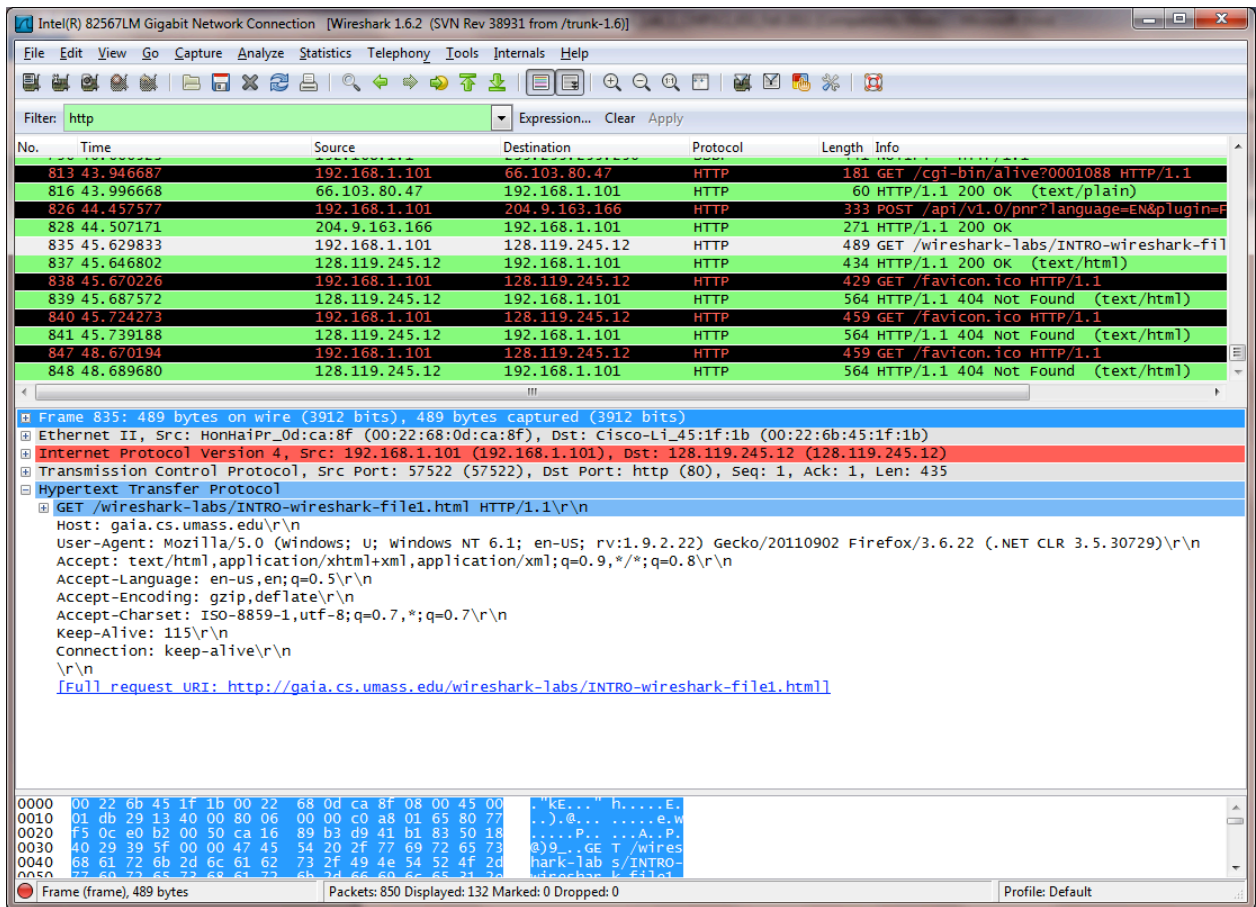 Intel(R) 82567LM Gigabit Network Connection [Wireshark 1.6.2 (SVN Rev 38931 from /trunk-1.6)]
File Edit View Go Capture Analyze Statistics Telephony Tools Internals Help
Filter: http Expression... Clear Apply
No. Time Source Destination Protocol Length Info
813 43.946687 192.168.1.101 66.103.80.47 HTTP 181 GET /cgi-bin/alive?0001088 HTTP/1.1
816 43.996668 66.103.80.47 192.168.1.101 HTTP 60 HTTP/1.1 200 OK (text/plain)
826 44.457577 192.168.1.101 204.9.163.166 HTTP 333 POST /api/v1.0/pnr?language=EN&plugin=F
828 44.507171 204.9.163.166 192.168.1.101 HTTP 271 HTTP/1.1 200 OK
835 45.629833 192.168.1.101 128.119.245.12 HTTP 489 GET /wireshark-labs/INTRO-wireshark-fil
837 45.646802 128.119.245.12 192.168.1.101 HTTP 434 HTTP/1.1 200 OK (text/html)
838 45.670226 192.168.1.101 128.119.245.12 HTTP 429 GET /favicon.ico HTTP/1.1
839 45.687572 128.119.245.12 192.168.1.101 HTTP 564 HTTP/1.1 404 Not Found (text/html)
840 45.724273 192.168.1.101 128.119.245.12 HTTP 459 GET /favicon.ico HTTP/1.1
841 45.739188 128.119.245.12 192.168.1.101 HTTP 564 HTTP/1.1 404 Not Found (text/html)
847 48.670194 192.168.1.101 128.119.245.12 HTTP 459 GET /favicon.ico HTTP/1.1
848 48.689680 128.119.245.12 192.168.1.101 HTTP 564 HTTP/1.1 404 Not Found (text/html)
Frame 835: 489 bytes on wire (3912 bits), 489 bytes captured (3912 bits)
Ethernet II, Src: HonHaiPr_0d:ca:8f (00:22:68:0d:ca:8f), Dst: Cisco-Li_45:1f:1b (00:22:6b:45:1f:1b)
Internet Protocol Version 4, Src: 192.168.1.101 (192.168.1.101), Dst: 128.119.245.12 (128.119.245.12)
Transmission Control Protocol, Src Port: 57522 (57522), Dst Port: http (80), Seq: 1, Ack: 1, Len: 435
Hypertext Transfer Protocol
GET /wireshark-labs/INTRO-wireshark-file1.html HTTP/1.1\r\n
Host: gaia.cs.umass.edu\r\n
User-Agent: Mozilla/5.0 (Windows; U; Windows NT 6.1; en-US; rv:1.9.2.22) Gecko/20110902 Firefox/3.6.22 (.NET CLR 3.5.30729)\r\n
Accept: text/html,application/xhtml+xml,application/xml;q=0.9,*/*;q=0.8\r\n
Accept-Language: en-us,en;q=0.5\r\n
Accept-Encoding: gzip,deflate\r\n
Accept-Charset: ISO-8859-1,utf-8;q=0.7,*;q=0.7\r\n
Keep-Alive: 115\r\n
Connection: keep-alive\r\n
\r\n
[Full request URI: http://gaia.cs.umass.edu/wireshark-labs/INTRO-wireshark-file1.html]
0000 00 22 6b 45 1f 1b 00 22 68 0d ca 8f 08 00 45 00 ."kE..." h.....E.
0010 01 db 29 13 40 00 80 06 00 00 c0 a8 01 65 80 77 ..).@... .....e.w
0020 f5 0c e0 b2 00 50 ca 16 89 b3 d9 41 b1 83 50 18 .....P.. ...A..P.
0030 40 29 39 5f 00 00 47 45 54 20 2f 77 69 72 65 73 @)9_..GE T /wires
0040 68 61 72 6b 2d 6c 61 62 73 2f 49 4e 54 52 4f 2d hark-lab s/INTRO-
0050 77 69 72 65 73 68 61 72 6b 2d 66 69 6c 65 31 2e wireshar k-file1.
Frame (frame), 489 bytes Packets: 850 Displayed: 132 Marked: 0 Dropped: 0 Profile: Default